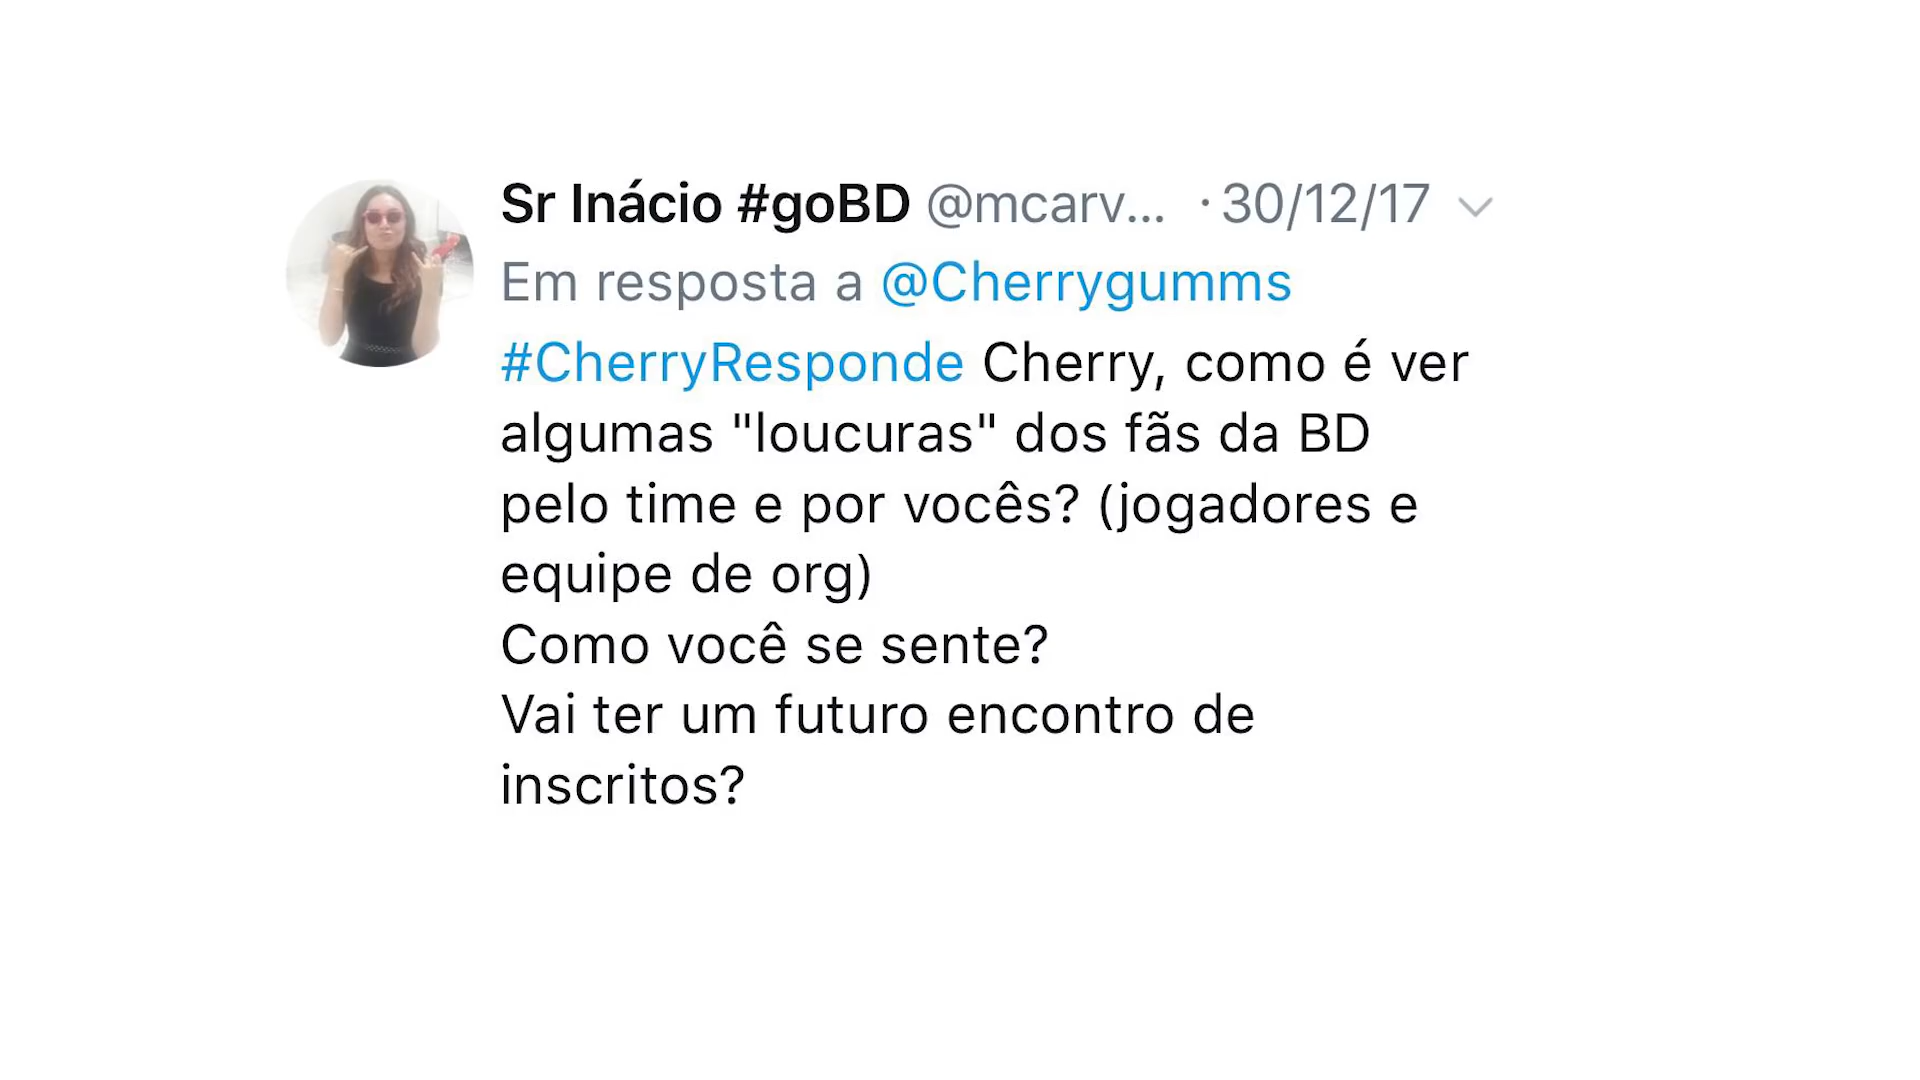 Sr Inácio #goBD @mcarv... · 30/12/17
Em resposta a @Cherrygumms
#CherryResponde Cherry, como é ver
algumas "loucuras" dos fãs da BD
pelo time e por vocês? (jogadores e
equipe de org)
Como você se sente?
Vai ter um futuro encontro de
inscritos?